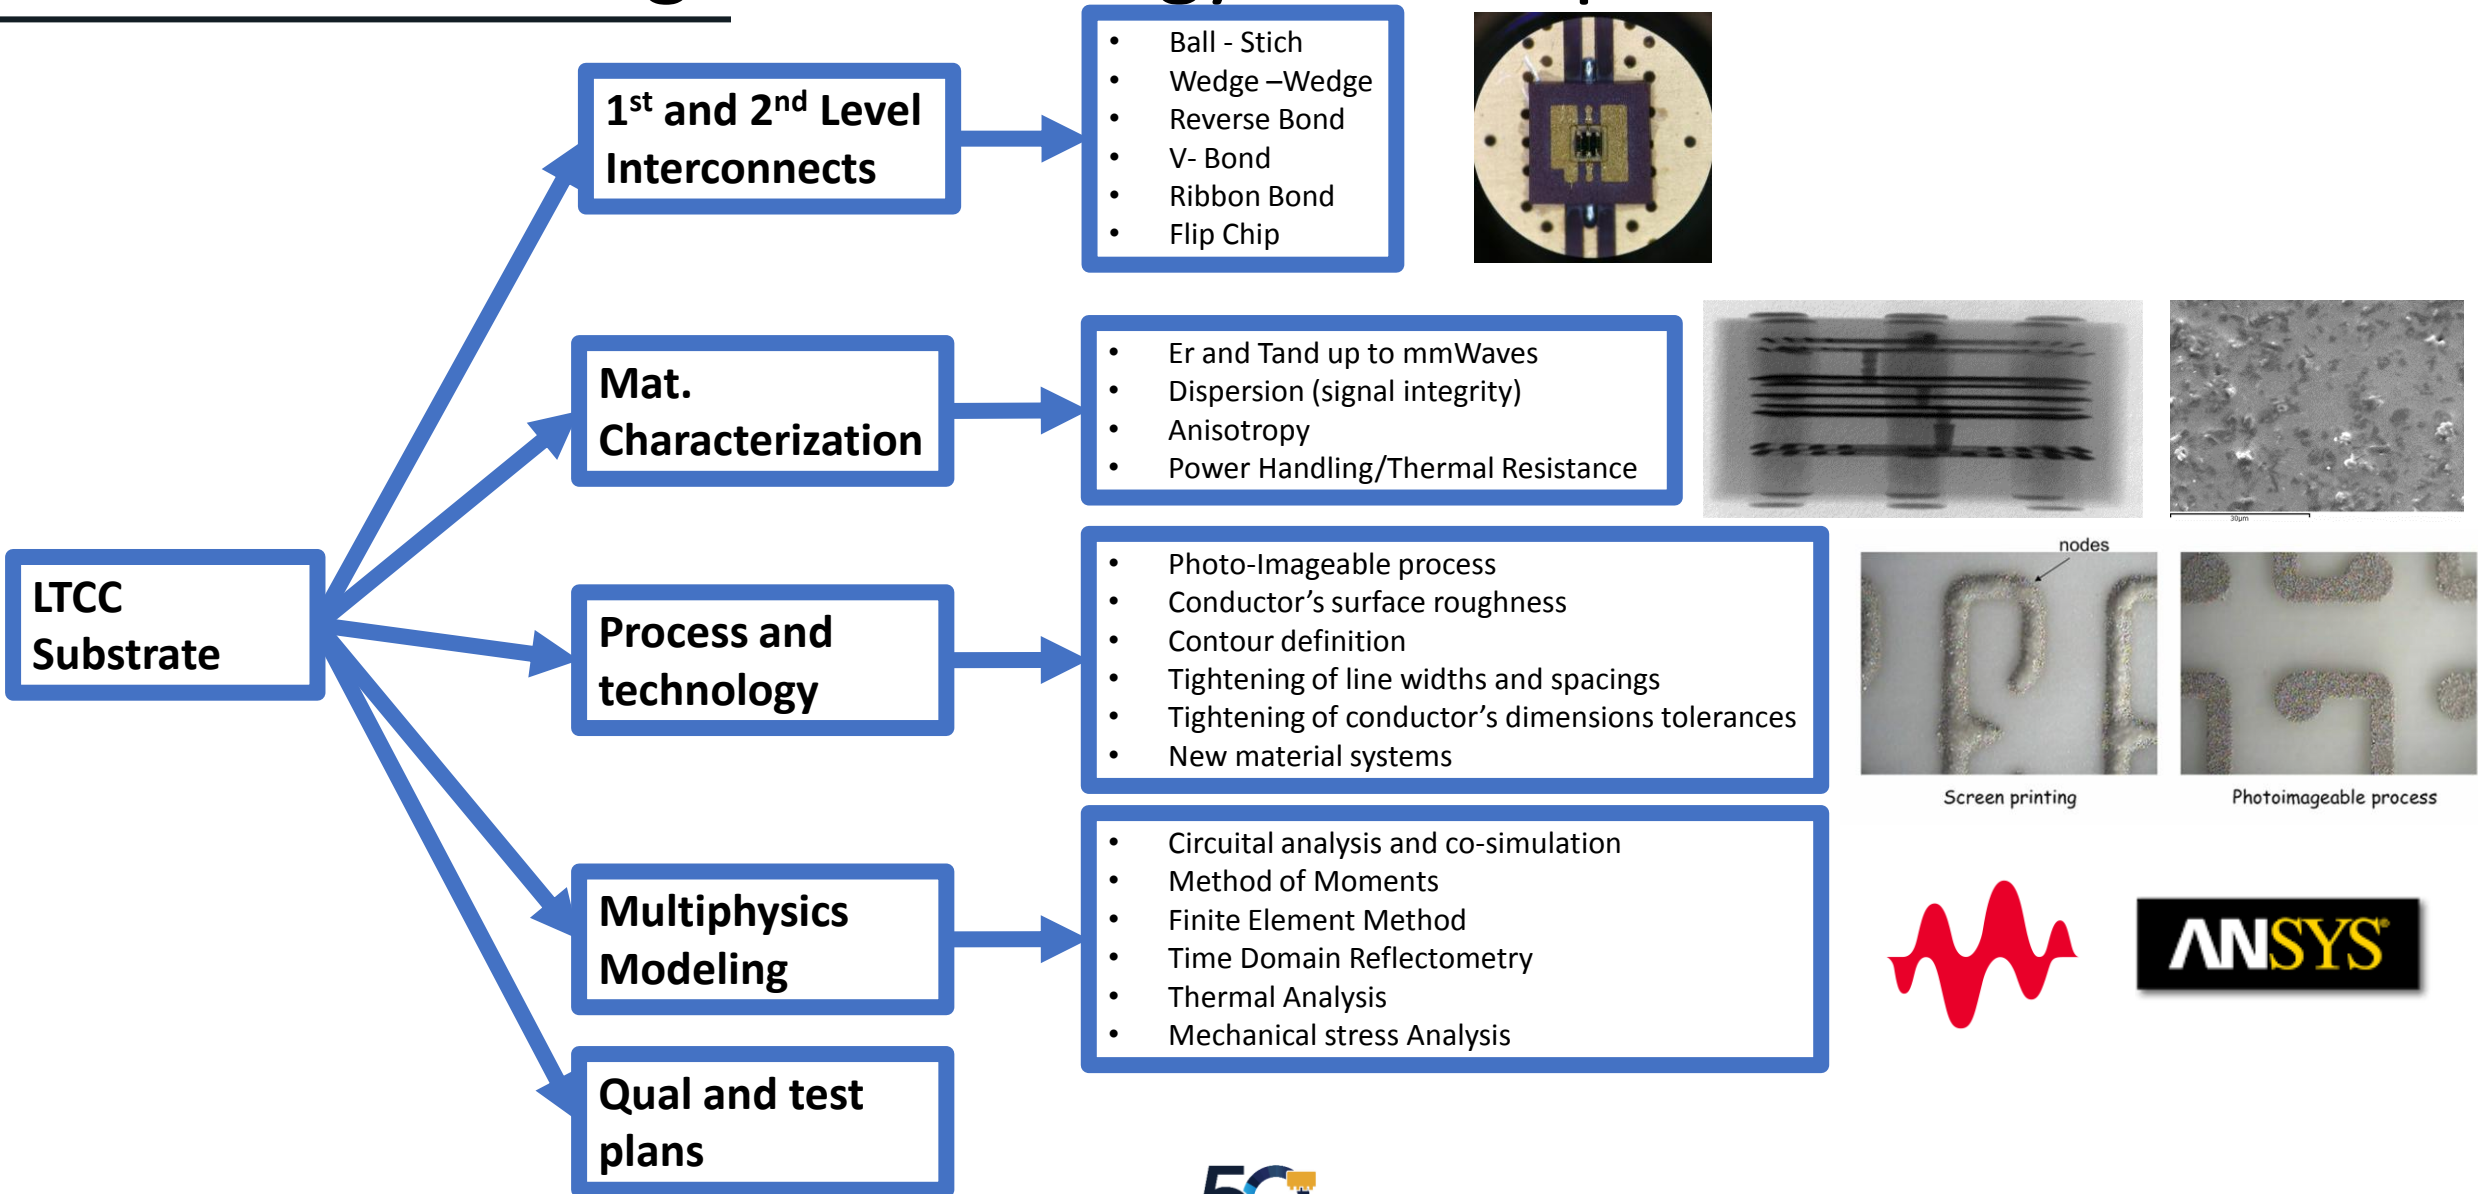 LTCC
Substrate
1st and 2nd Level
Interconnects
• Ball - Stich
• Wedge –Wedge
• Reverse Bond
• V- Bond
• Ribbon Bond
• Flip Chip
Mat.
Characterization
• Er and Tand up to mmWaves
• Dispersion (signal integrity)
• Anisotropy
• Power Handling/Thermal Resistance
30µm
Process and
technology
• Photo-Imageable process
• Conductor’s surface roughness
• Contour definition
• Tightening of line widths and spacings
• Tightening of conductor’s dimensions tolerances
• New material systems
nodes
Screen printing
Photoimageable process
Multiphysics
Modeling
• Circuital analysis and co-simulation
• Method of Moments
• Finite Element Method
• Time Domain Reflectometry
• Thermal Analysis
• Mechanical stress Analysis
ANSYS®
Qual and test
plans